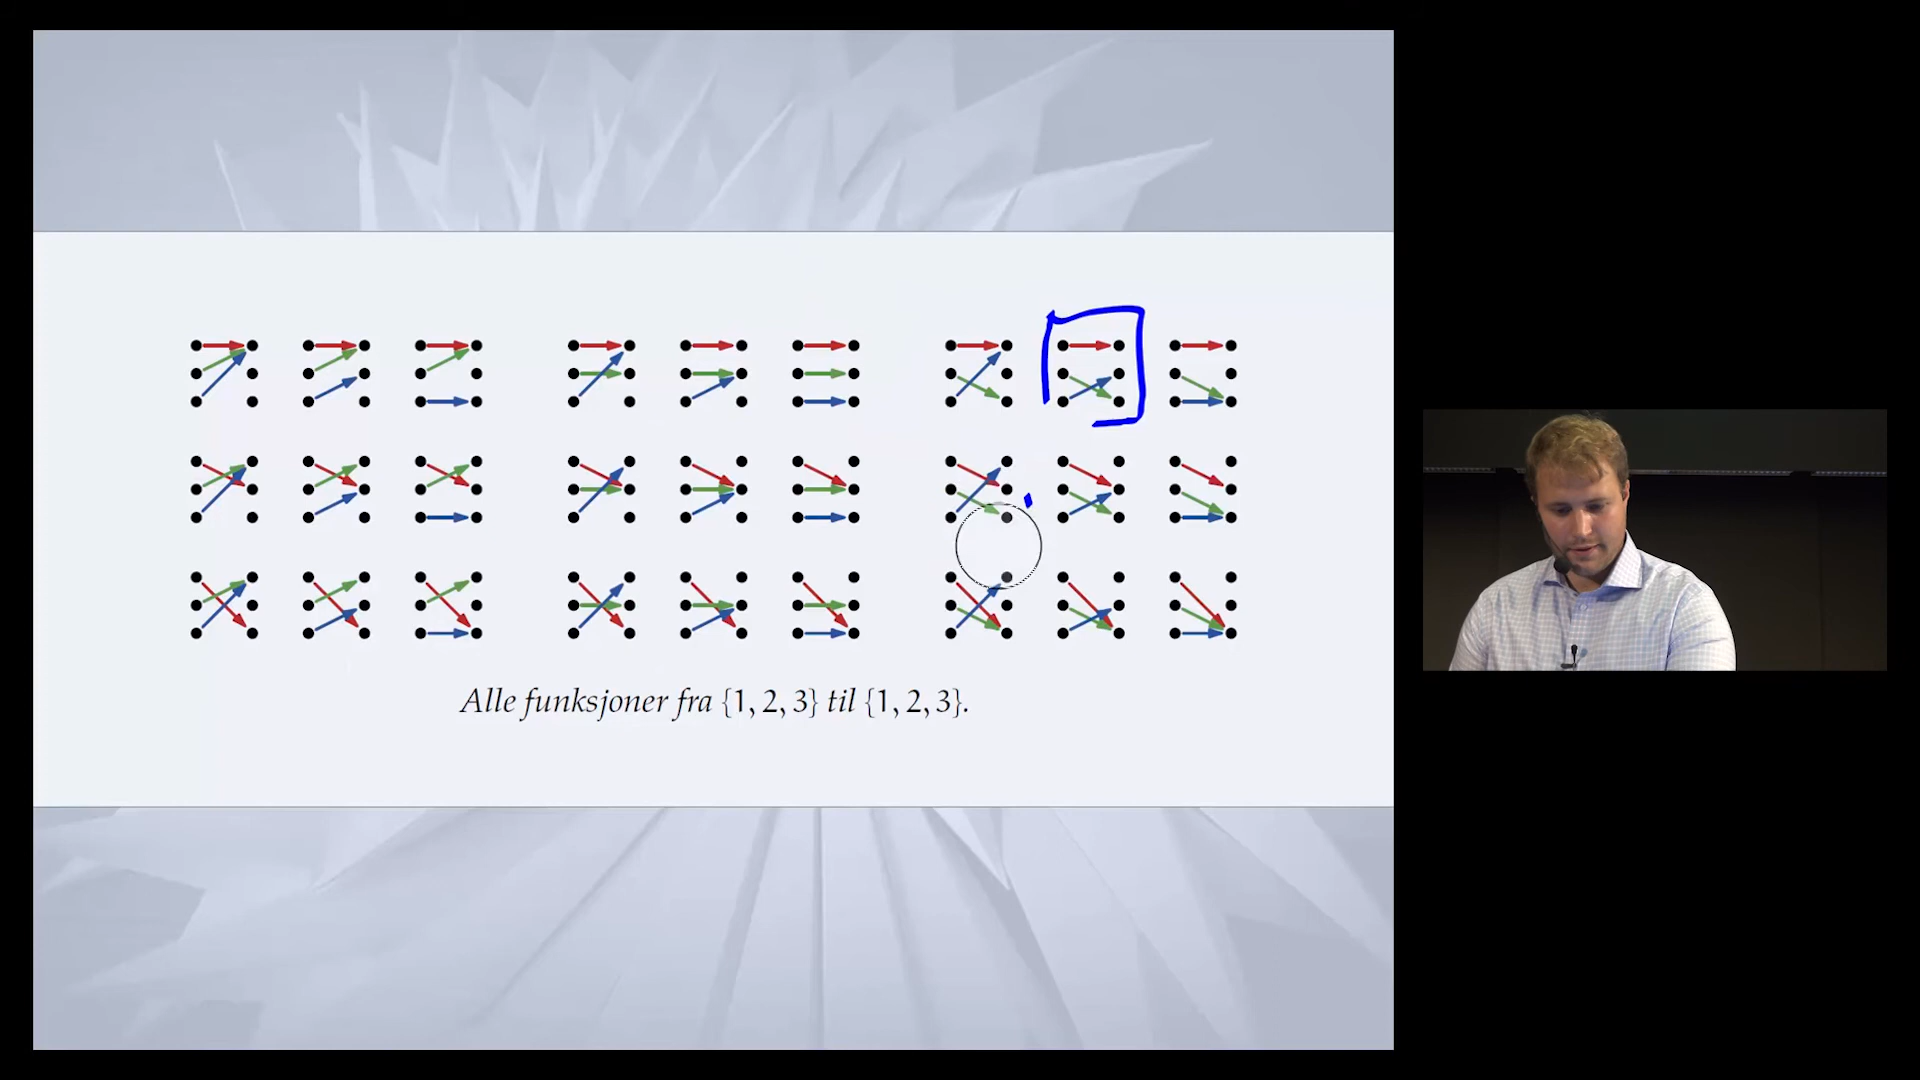 Alle funksjoner fra {1, 2, 3} til {1, 2, 3}.